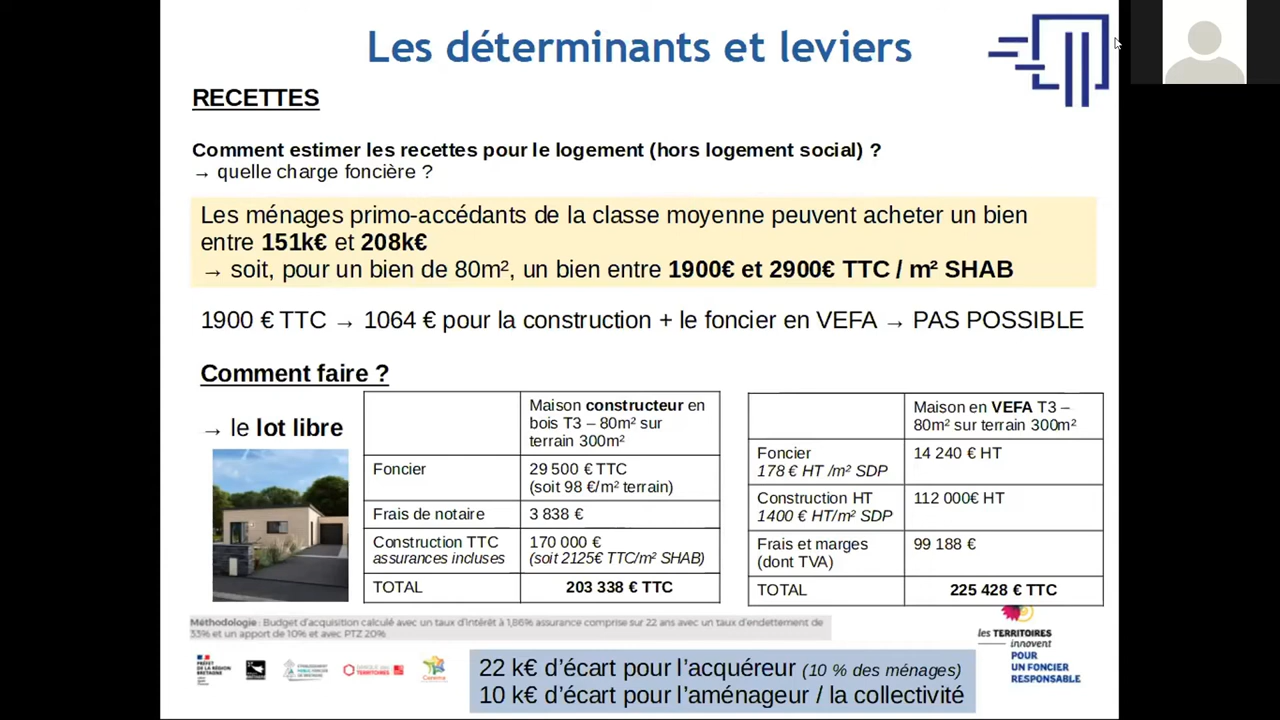 Les déterminants et leviers
RECETTES
Comment estimer les recettes pour le logement (hors logement social) ?
→ quelle charge foncière ?
Les ménages primo-accédants de la classe moyenne peuvent acheter un bien
entre 151k€ et 208k€
→ soit, pour un bien de 80m², un bien entre 1900€ et 2900€ TTC / m² SHAB
1900 € TTC → 1064 € pour la construction + le foncier en VEFA → PAS POSSIBLE
Comment faire ?
→ le lot libre
Maison constructeur en
bois T3 – 80m² sur
terrain 300m²
Foncier
29 500 € TTC
(soit 98 €/m² terrain)
Frais de notaire
3 838 €
Construction TTC
assurances incluses
170 000 €
(soit 2125€ TTC/m² SHAB)
TOTAL
203 338 € TTC
Maison en VEFA T3 –
80m² sur terrain 300m²
Foncier
178 € HT /m² SDP
14 240 € HT
Construction HT
1400 € HT/m² SDP
112 000€ HT
Frais et marges
(dont TVA)
99 188 €
TOTAL
225 428 € TTC
Méthodologie : Budget d'acquisition calculé avec un taux d'intérêt à 1,86% assurance comprise sur 22 ans avec un taux d'endettement de
33% et un apport de 10% et avec PTZ 20%
PRÉFET
DE LA RÉGION
BRETAGNE
Cerema
les TERRITOIRES
innovent
POUR
UN FONCIER
RESPONSABLE
22 k€ d'écart pour l'acquéreur (10 % des ménages)
10 k€ d'écart pour l'aménageur / la collectivité